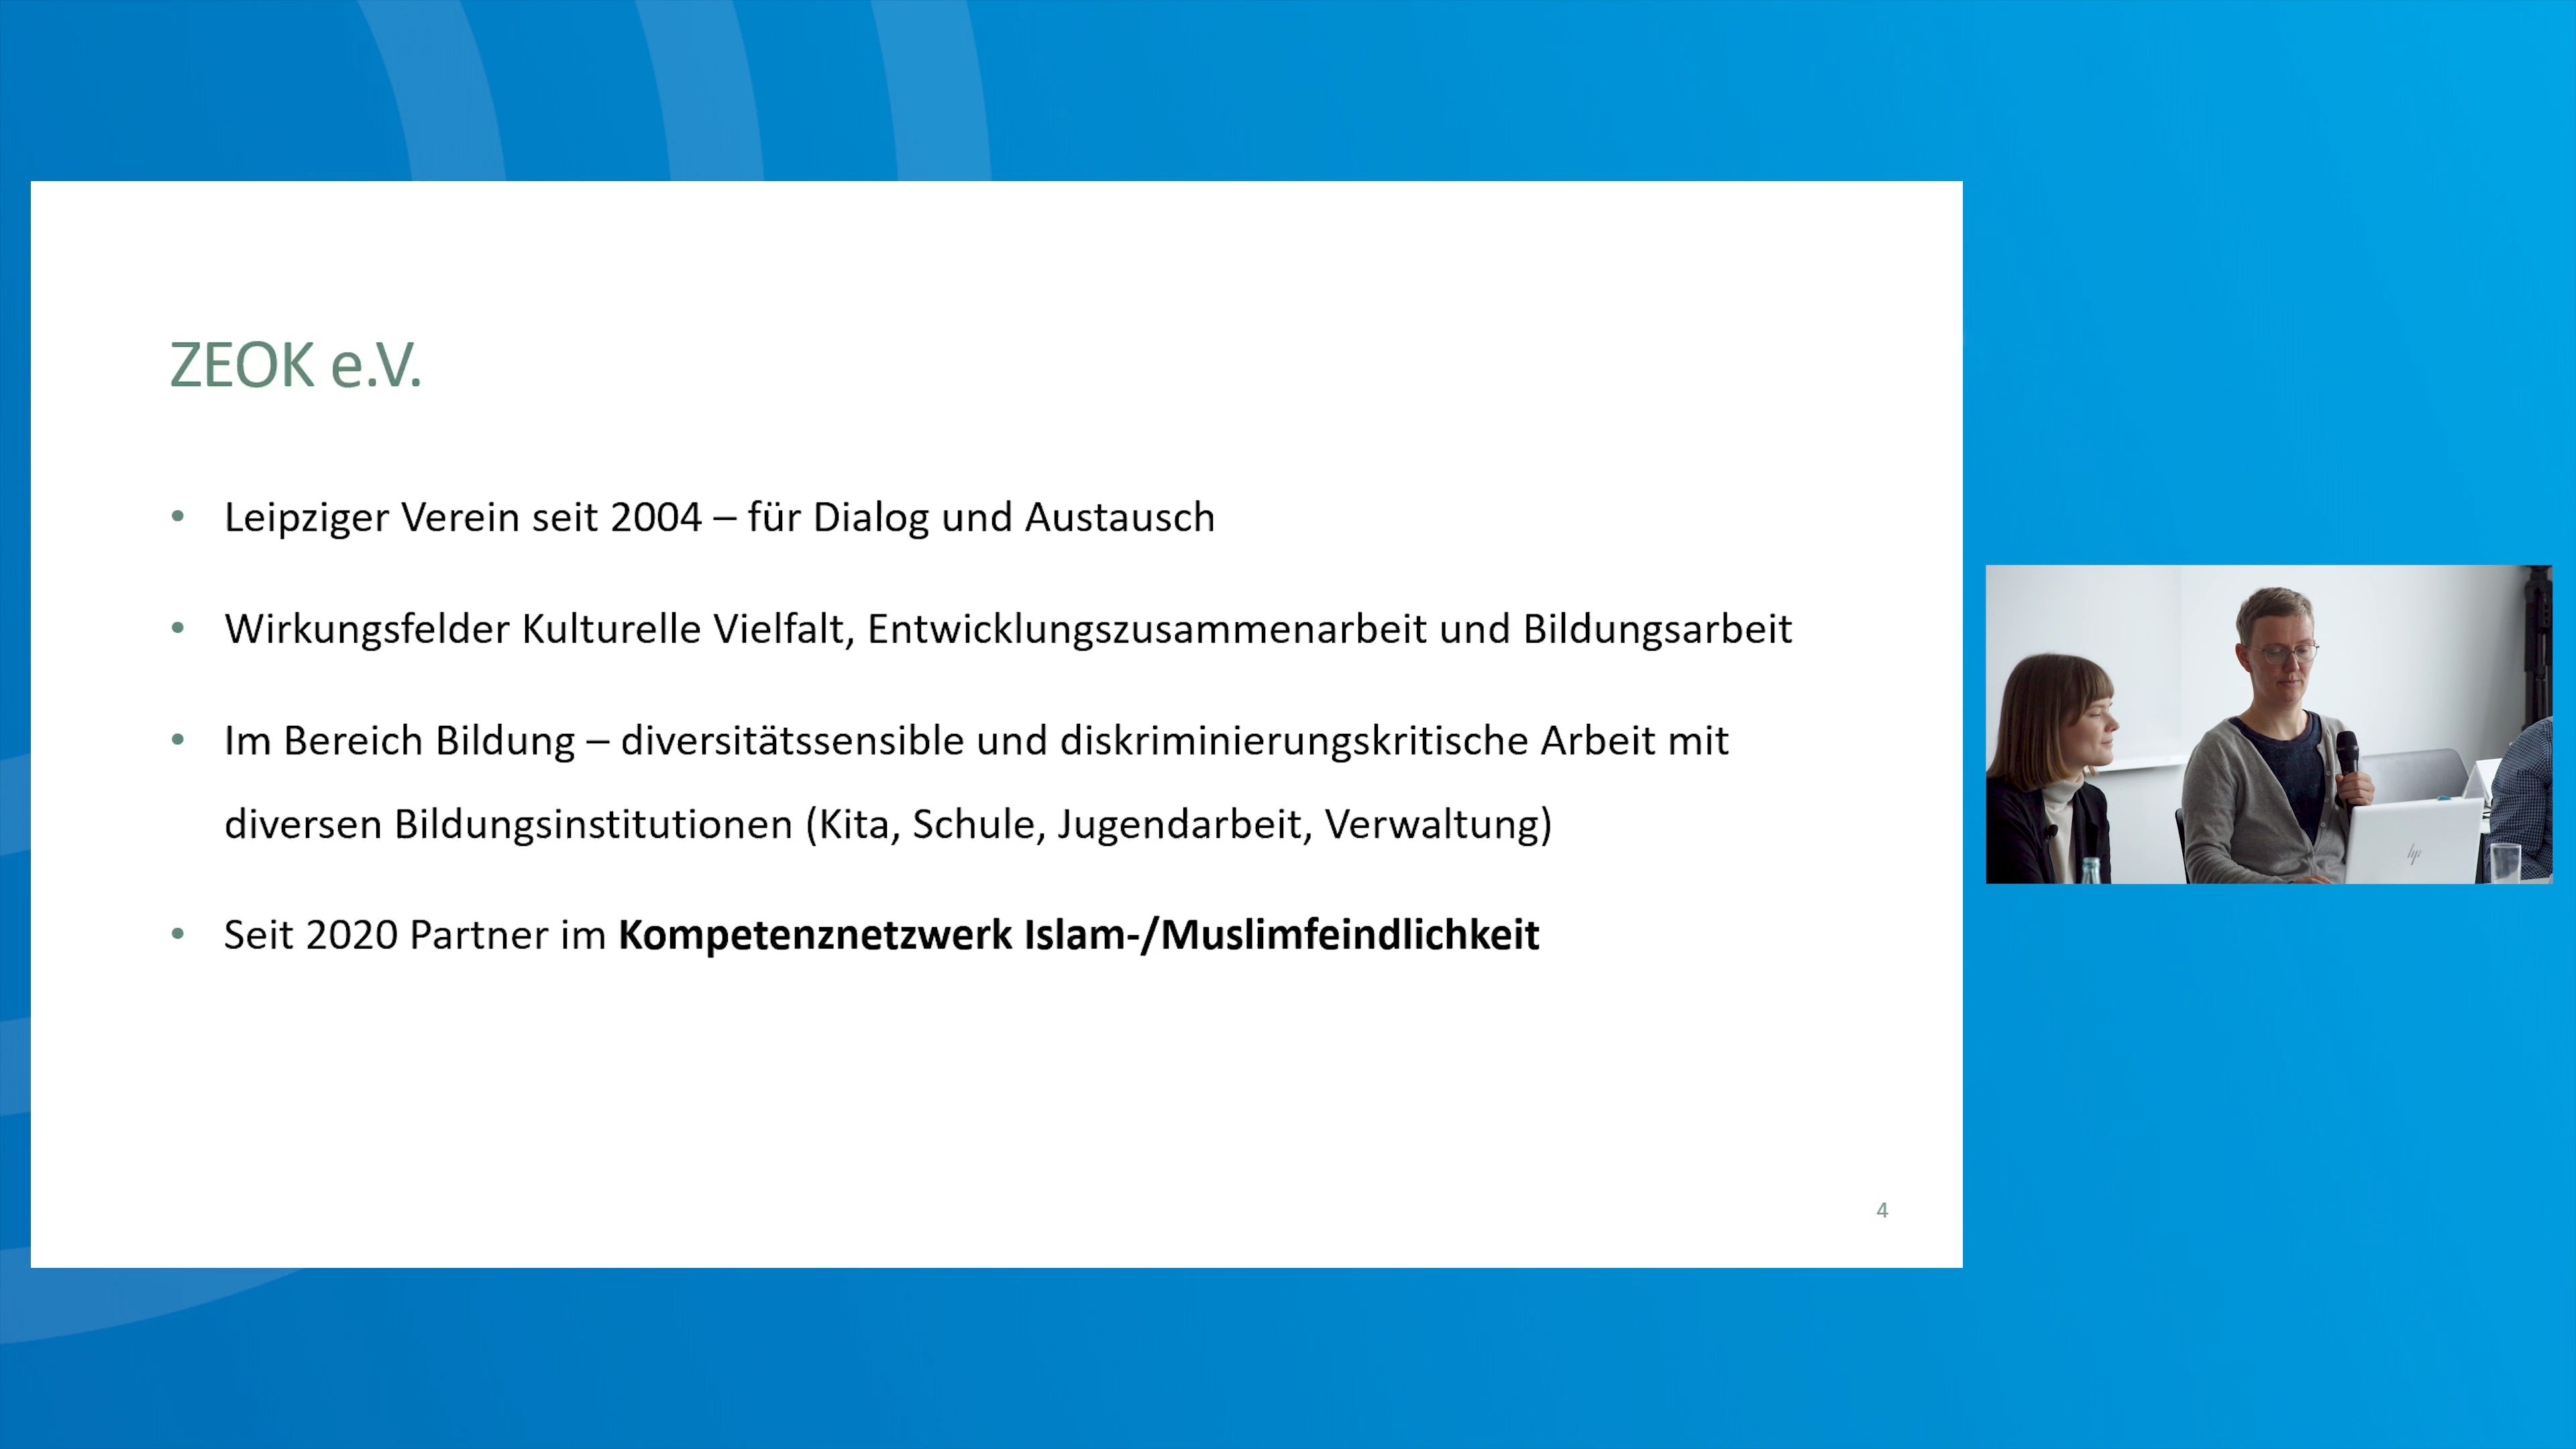 ZEOK e.V.
• Leipziger Verein seit 2004 – für Dialog und Austausch
• Wirkungsfelder Kulturelle Vielfalt, Entwicklungszusammenarbeit und Bildungsarbeit
• Im Bereich Bildung – diversitätssensible und diskriminierungskritische Arbeit mit
diversen Bildungsinstitutionen (Kita, Schule, Jugendarbeit, Verwaltung)
• Seit 2020 Partner im Kompetenznetzwerk Islam-/Muslimfeindlichkeit
4
hp